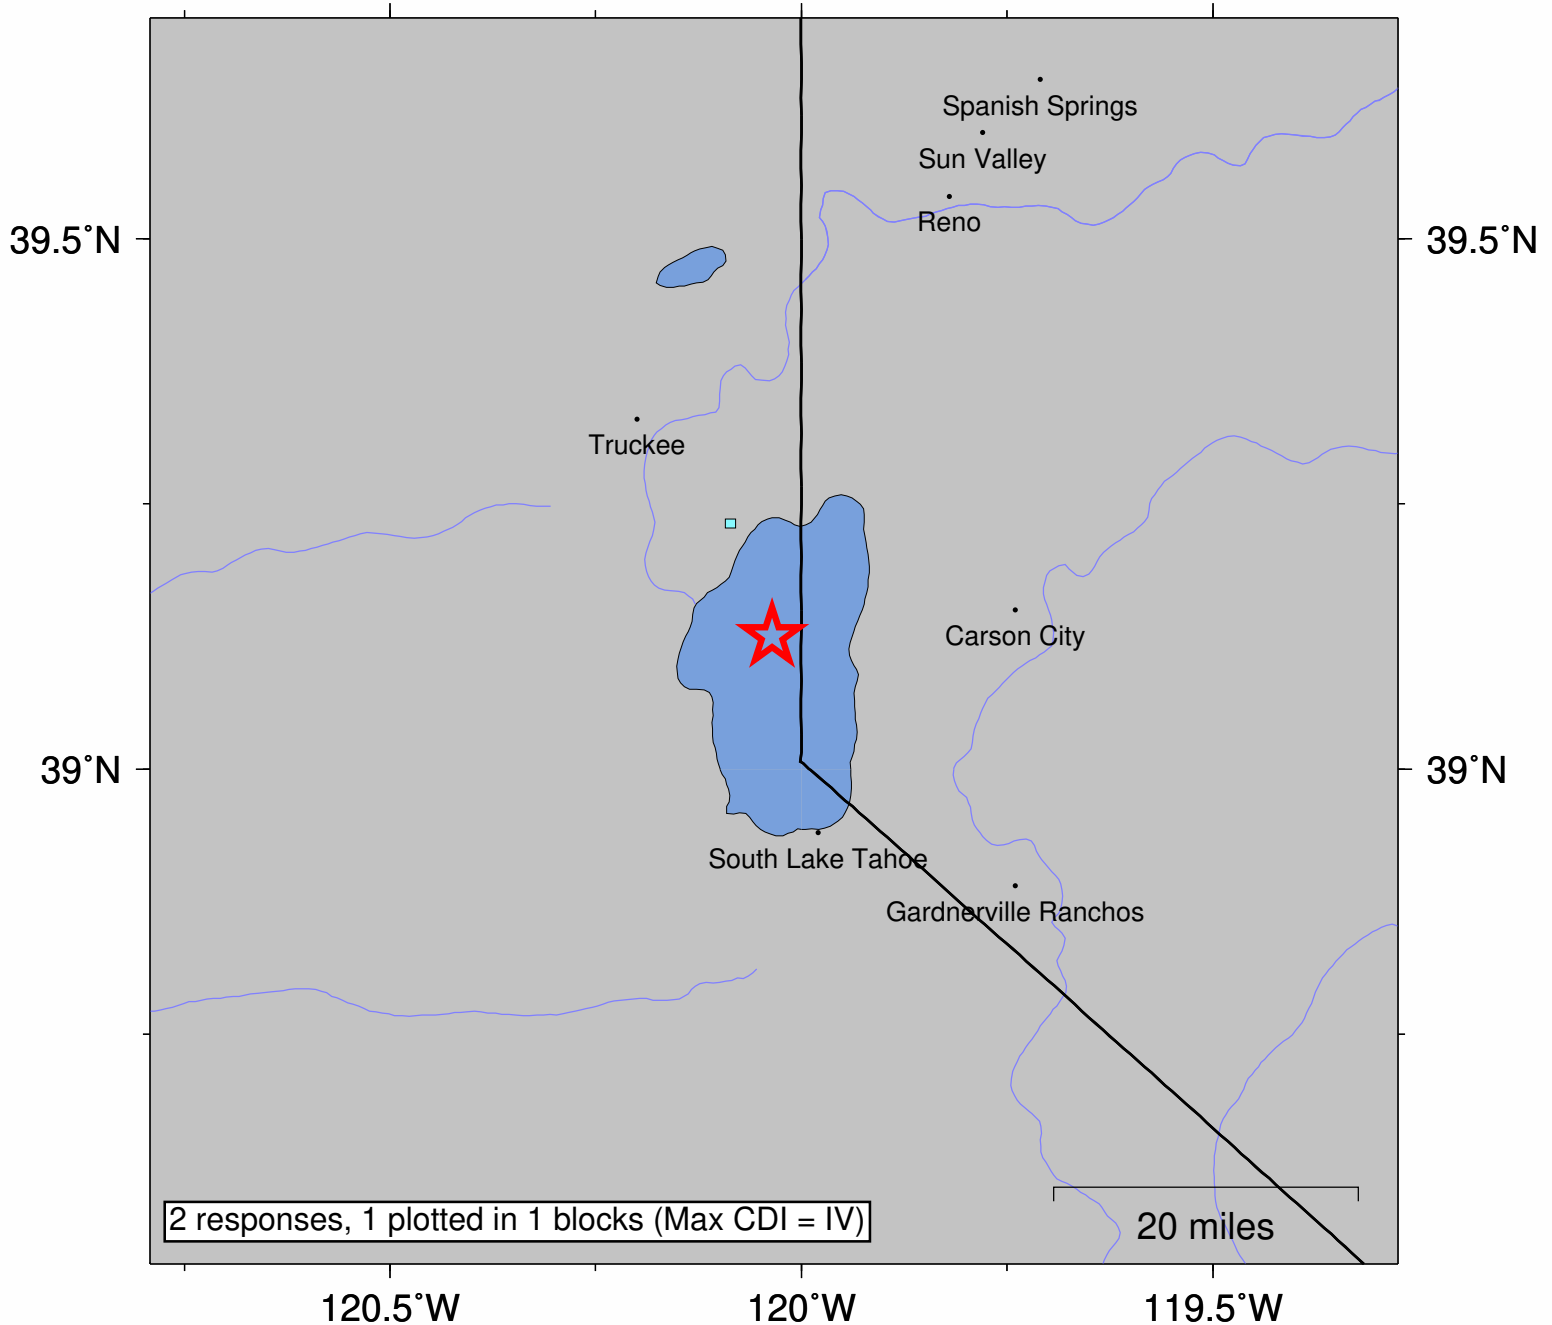 Spanish Springs
Sun Valley
Reno
39.5°N
39.5°N
Truckee
Carson City
39°N
39°N
South Lake Tahoe
Gardnerville Ranchos
2 responses, 1 plotted in 1 blocks (Max CDI = IV)
20 miles
120.5°W
120°W
119.5°W